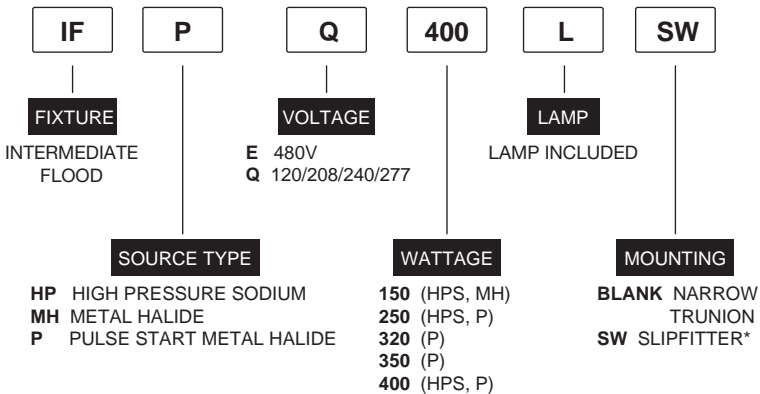 IF P Q 400 L SW
FIXTURE
INTERMEDIATE
FLOOD
VOLTAGE
E 480V
Q 120/208/240/277
LAMP
LAMP INCLUDED
SOURCE TYPE
HP HIGH PRESSURE SODIUM
MH METAL HALIDE
P PULSE START METAL HALIDE
WATTAGE
150 (HPS, MH)
250 (HPS, P)
320 (P)
350 (P)
400 (HPS, P)
MOUNTING
BLANK NARROW
TRUNION
SW SLIPFITTER*